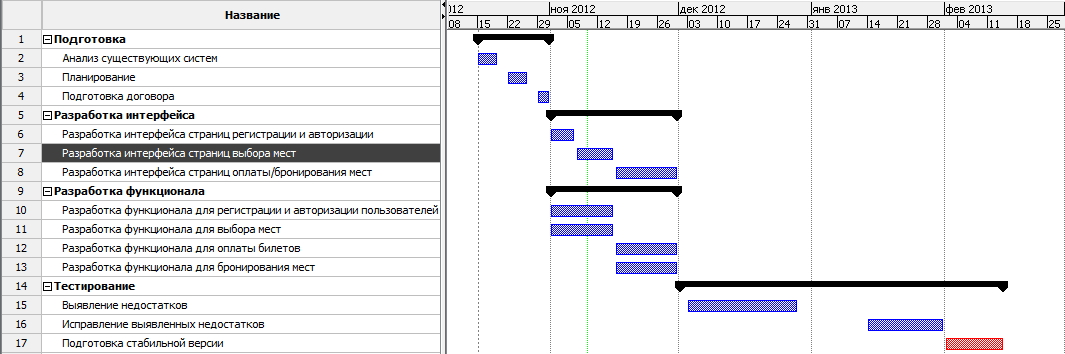 Название
012 ноя 2012 дек 2012 янв 2013 фев 2013
08 15 22 29 05 12 19 26 03 10 17 24 31 07 14 21 28 04 11 18 25
1 Подготовка
2 Анализ существующих систем
3 Планирование
4 Подготовка договора
5 Разработка интерфейса
6 Разработка интерфейса страниц регистрации и авторизации
7 Разработка интерфейса страниц выбора мест
8 Разработка интерфейса страниц оплаты/бронирования мест
9 Разработка функционала
10 Разработка функционала для регистрации и авторизации пользователей
11 Разработка функционала для выбора мест
12 Разработка функционала для оплаты билетов
13 Разработка функционала для бронирования мест
14 Тестирование
15 Выявление недостатков
16 Исправление выявленных недостатков
17 Подготовка стабильной версии